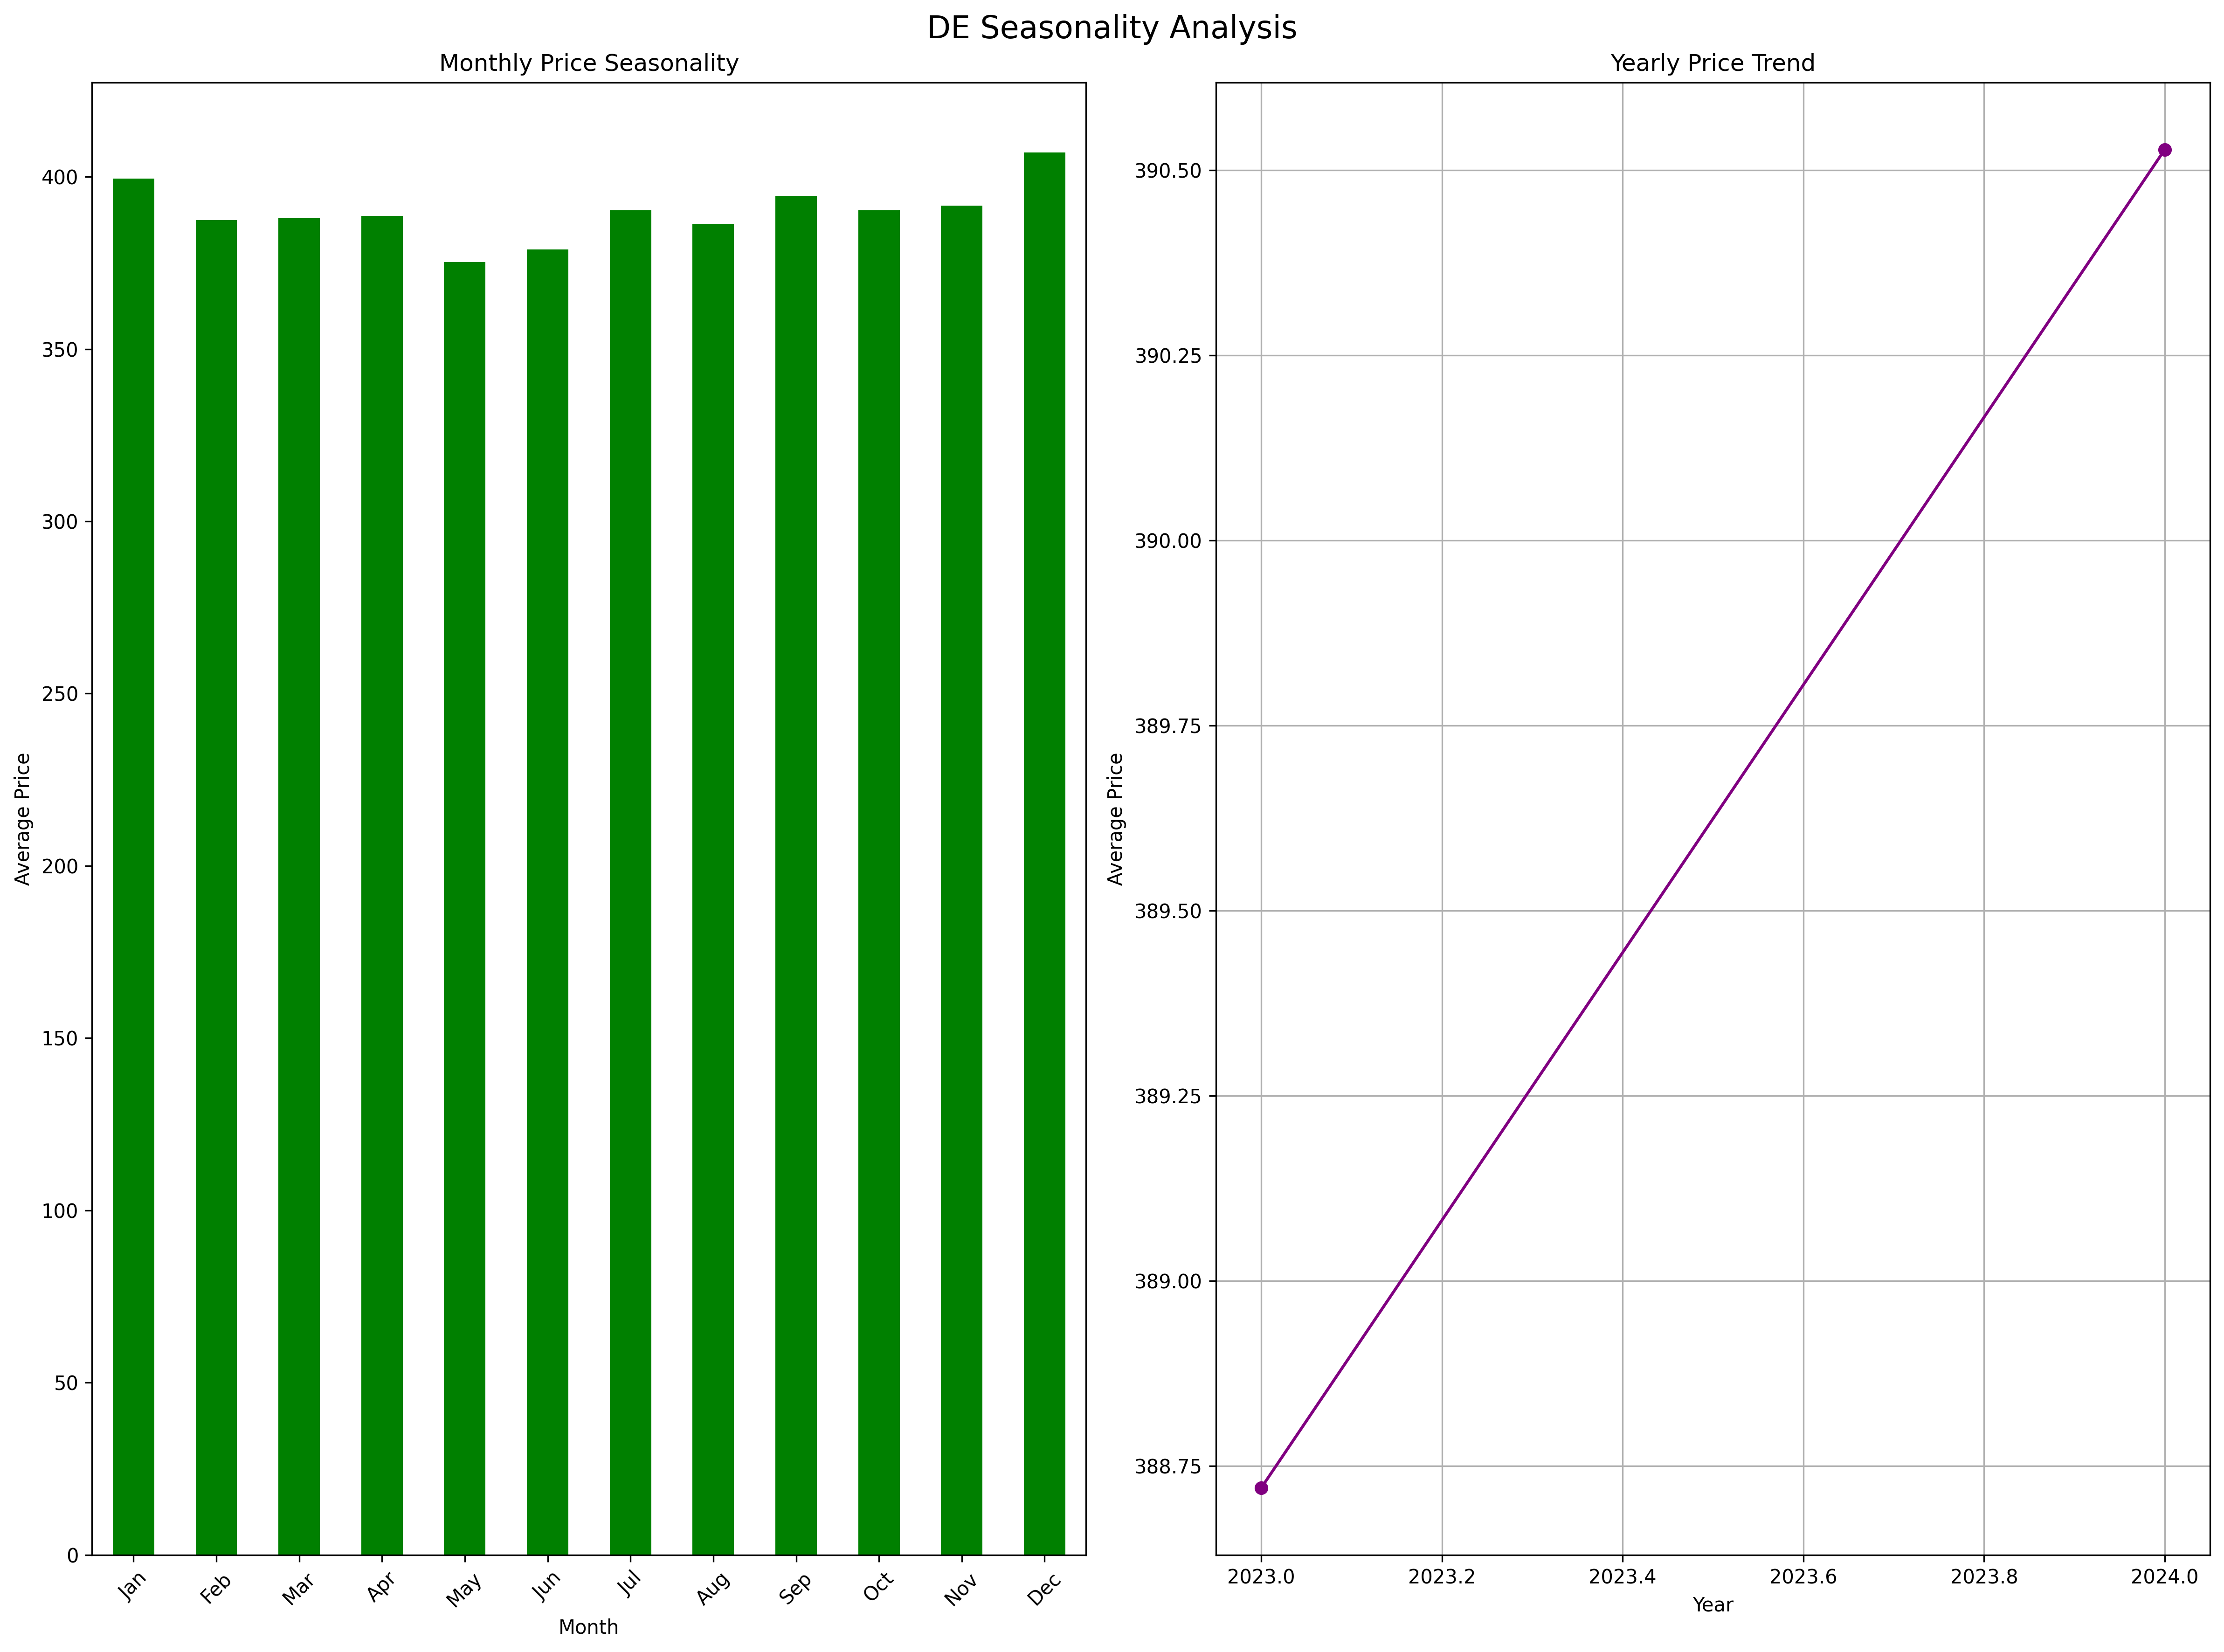 DE Seasonality Analysis
Monthly Price Seasonality
Average Price
400
350
300
250
200
150
100
50
0
Jan
Feb
Mar
Apr
May
Jun
Jul
Aug
Sep
Oct
Nov
Dec
Month
Yearly Price Trend
Average Price
390.50
390.25
390.00
389.75
389.50
389.25
389.00
388.75
2023.0
2023.2
2023.4
2023.6
2023.8
2024.0
Year